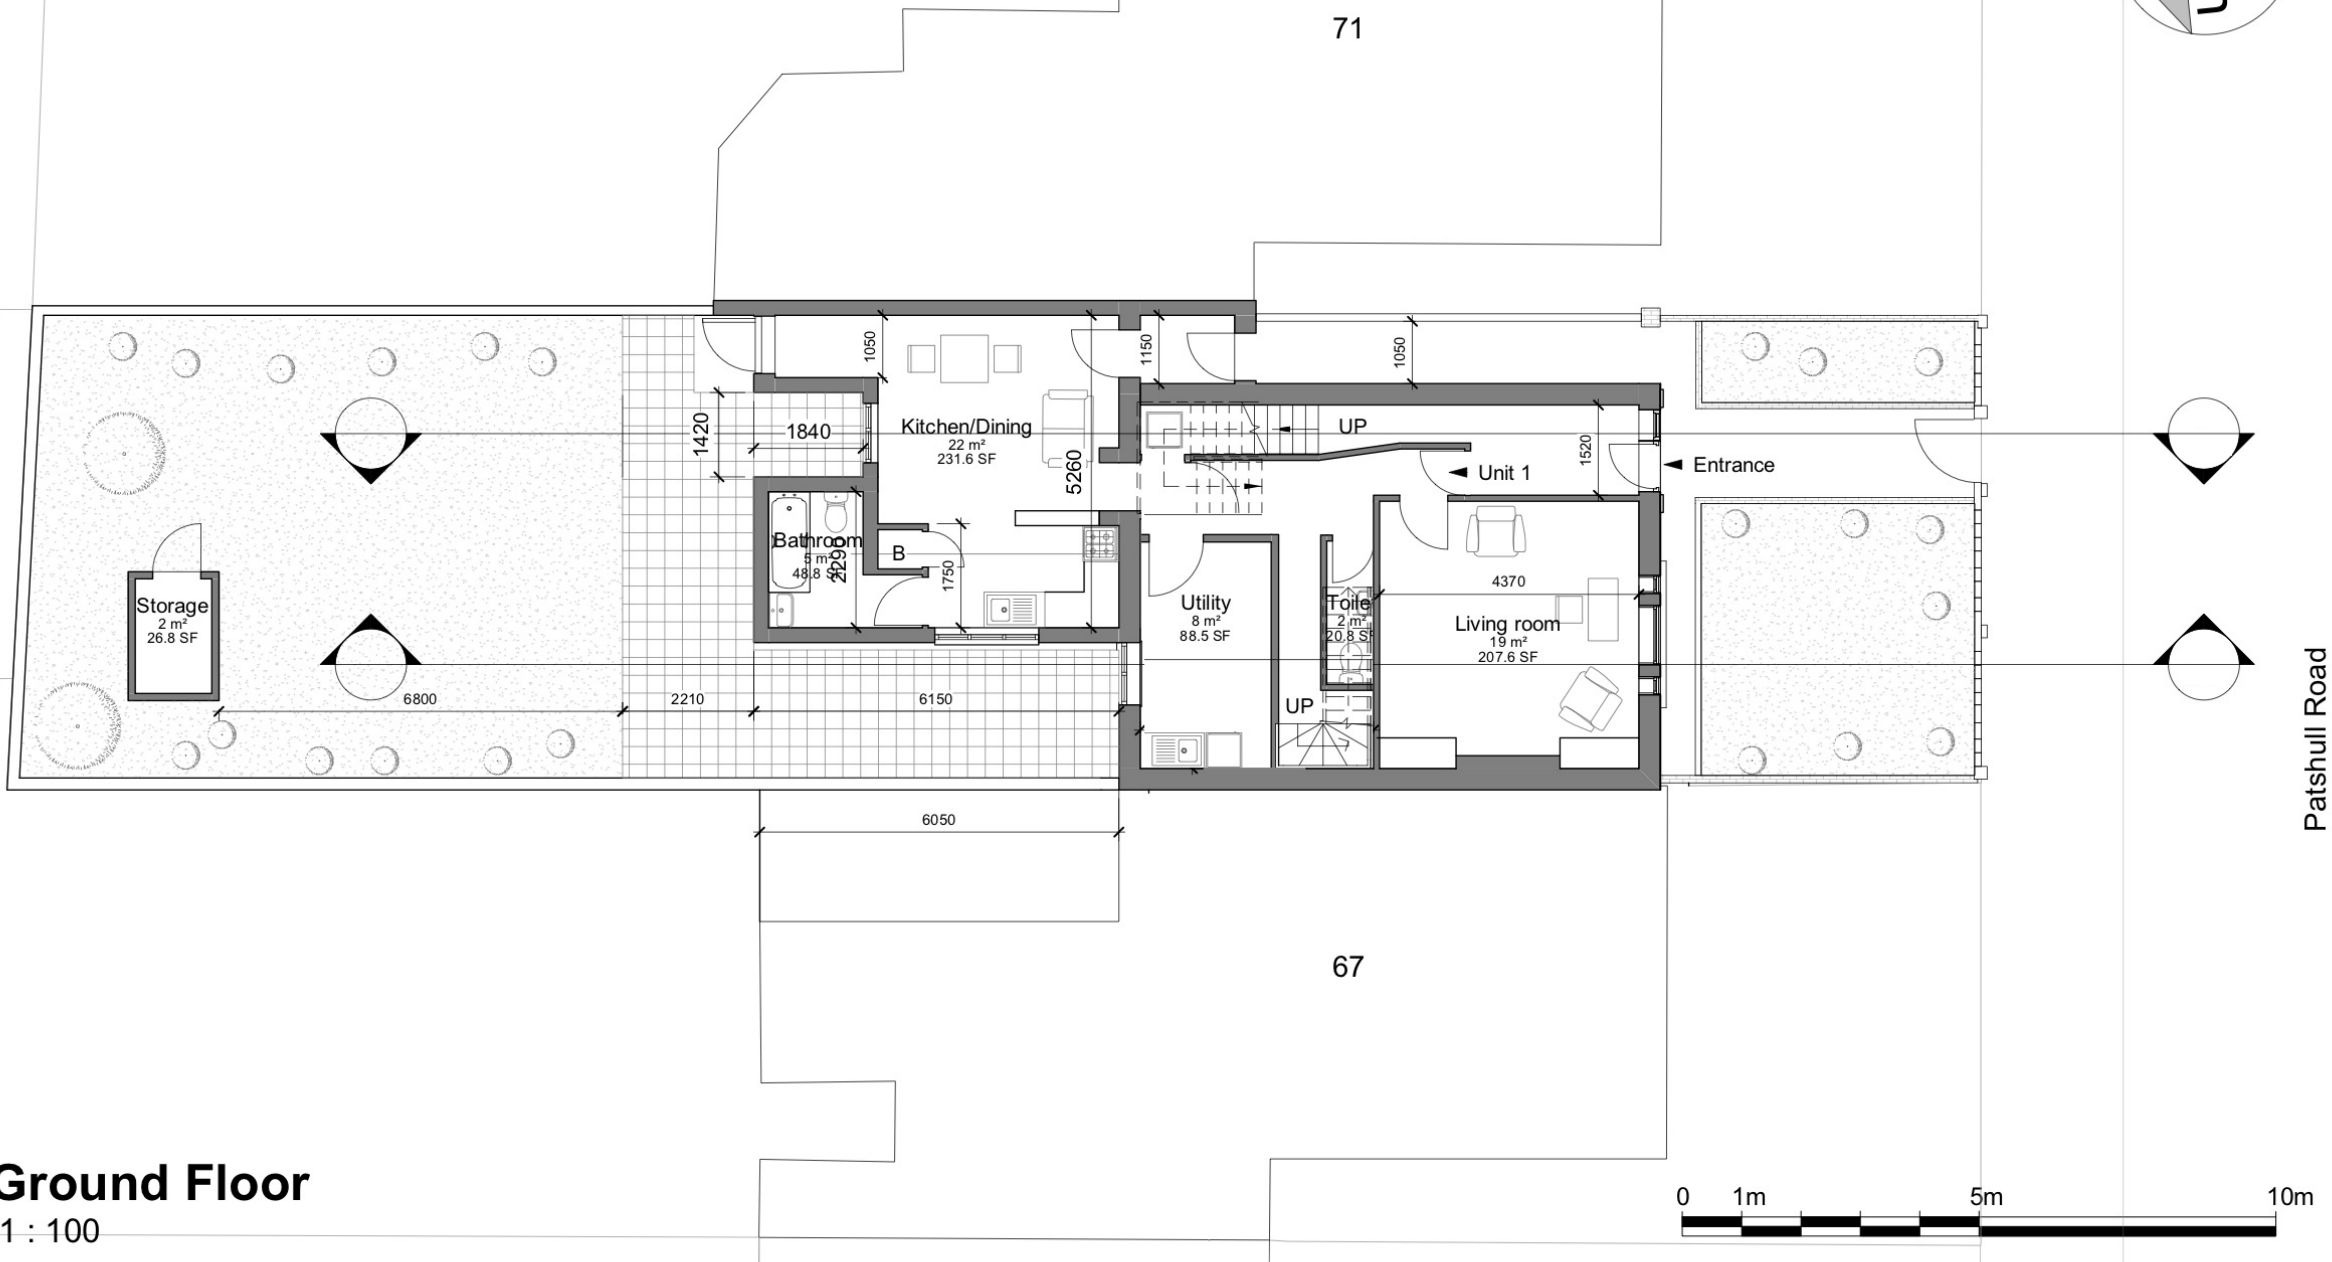 71
1050
1150
1050
1420
1840
Kitchen/Dining
22 m²
231.6 SF
5260
UP
1520
Entrance
Unit 1
Bathroom
5 m²
48.8 SF
2290
B
1750
Storage
2 m²
26.8 SF
Utility
8 m²
88.5 SF
Toile
2 m²
20.8 SF
4370
Living room
19 m²
207.6 SF
6800
2210
6150
UP
Patshull Road
6050
67
Ground Floor
1 : 100
0 1m 5m 10m